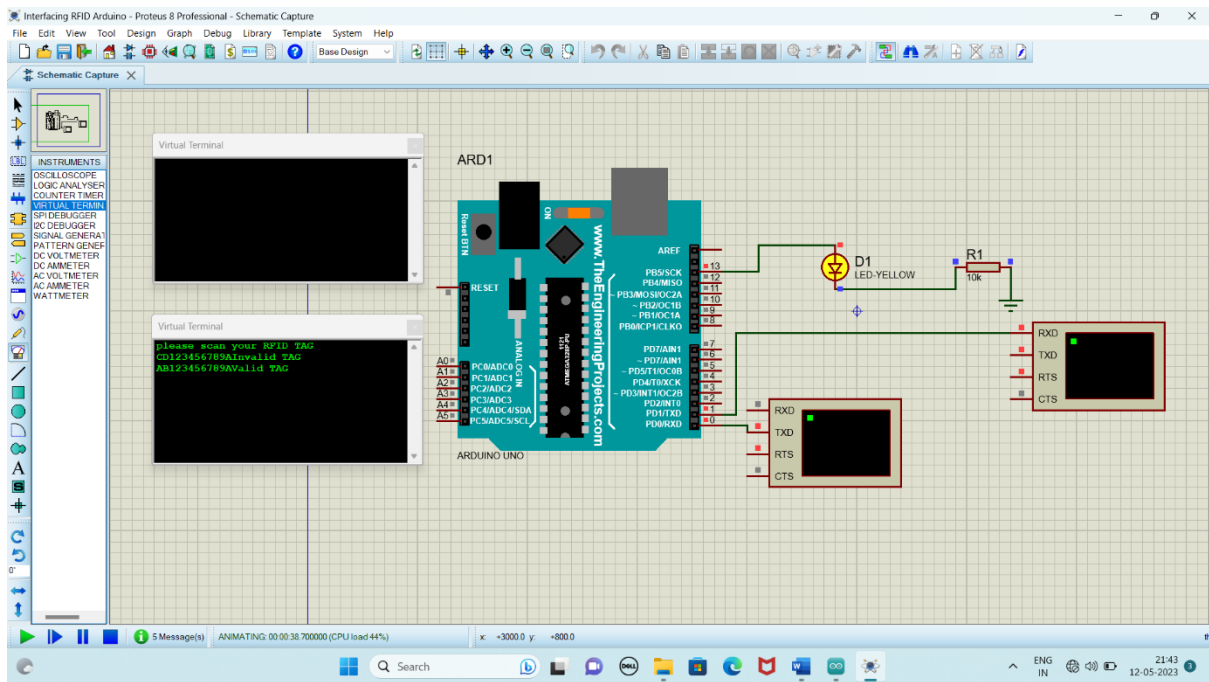 Interfacing RFID Arduino - Proteus 8 Professional - Schematic Capture
File Edit View Tool Design Graph Debug Library Template System Help
Base Design
Schematic Capture
INSTRUMENTS
OSCILLOSCOPE
LOGIC ANALYSER
COUNTER TIMER
VIRTUAL TERMIN
SPI DEBUGGER
I2C DEBUGGER
SIGNAL GENERAT
PATTERN GENEF
DC VOLTMETER
DC AMMETER
AC VOLTMETER
AC AMMETER
WATTMETER
Virtual Terminal
Virtual Terminal
please scan your RFID TAG
CD123456789AInvalid TAG
AB123456789AValid TAG
ARD1
Reset BTN
ON
www.TheEngineeringProjects.com
ANALOG IN
RESET
A0 PC0/ADC0
A1 PC1/ADC1
A2 PC2/ADC2
A3 PC3/ADC3
A4 PC4/ADC4/SDA
A5 PC5/ADC5/SCL
AREF
PB5/SCK 13
PB4/MISO 12
~ PB3/MOSI/OC2A 11
~ PB2/OC1B 10
~ PB1/OC1A 9
PB0/ICP1/CLKO 8
PD7/AIN1 7
~ PD7/AIN1 6
~ PD5/T1/OC0B 5
PD4/T0/XCK 4
~ PD3/INT1/OC2B 3
PD2/INT0 2
PD1/TXD 1
PD0/RXD 0
ARDUINO UNO
D1
LED-YELLOW
R1
10k
RXD
TXD
RTS
CTS
RXD
TXD
RTS
CTS
0°
5 Message(s) ANIMATING: 00:00:38.700000 (CPU load 44%) x: +3000.0 y: +800.0 th
Search
DELL
ENG
IN
21:43
12-05-2023
3